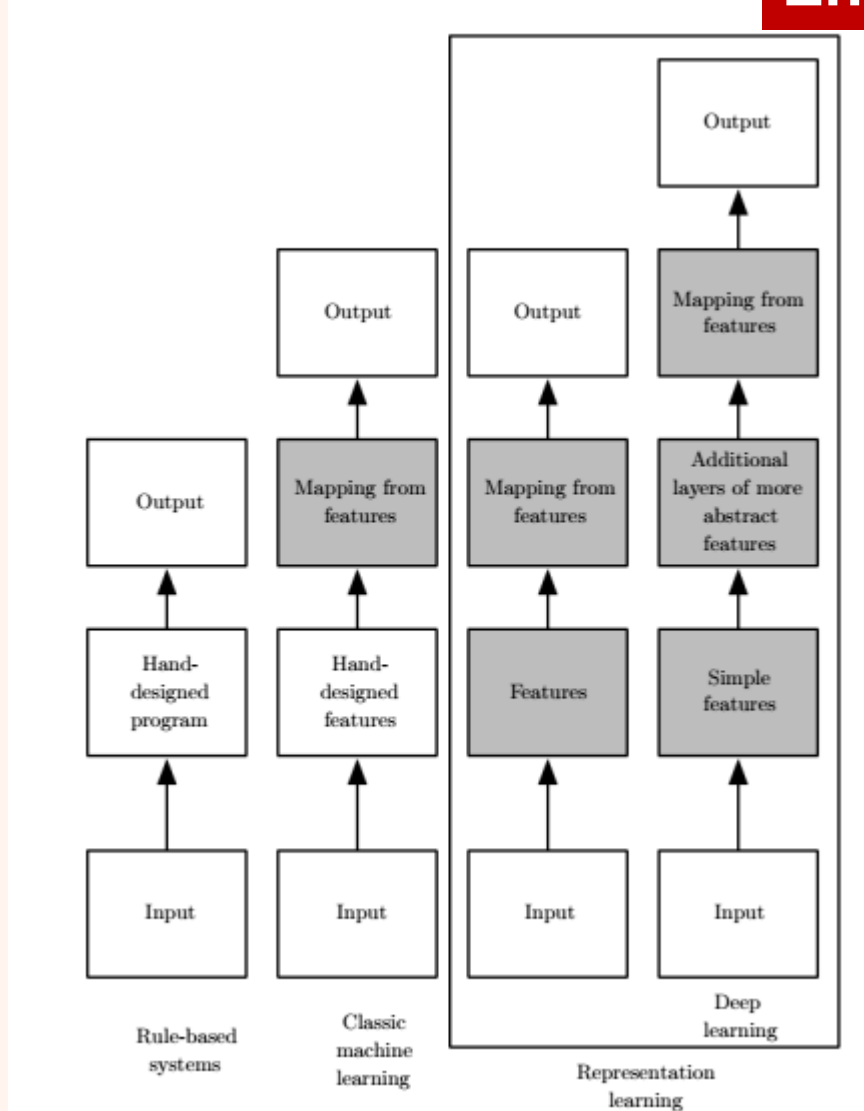 Output
Output
Output
Mapping from
features
Output
Mapping from
features
Mapping from
features
Additional
layers of more
abstract
features
Hand-
designed
program
Hand-
designed
features
Features
Simple
features
Input
Input
Input
Input
Rule-based
systems
Classic
machine
learning
Deep
learning
Representation
learning